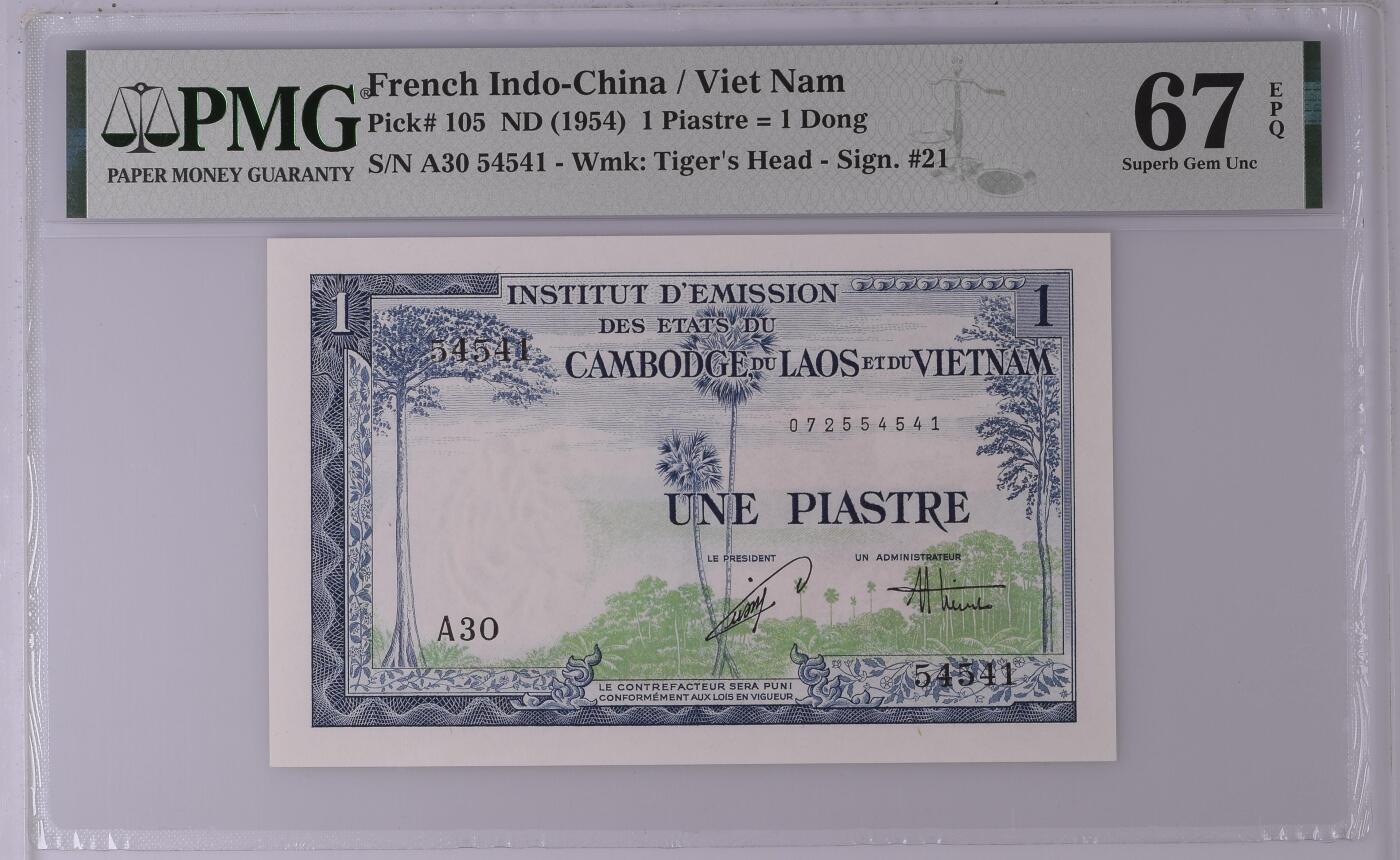 PMG®
PAPER MONEY GUARANTY
French Indo-China / Viet Nam
Pick# 105 ND (1954) 1 Piastre = 1 Dong
S/N A30 54541 - Wmk: Tiger's Head - Sign. #21
67
EPQ
Superb Gem Unc
1
INSTITUT D'EMISSION
1
DES ETATS DU
54541
CAMBODGE DU LAOS ET DU VIETNAM
072554541
UNE PIASTRE
LE PRESIDENT
UN ADMINISTRATEUR
A30
54541
LE CONTREFACTEUR SERA PUNI
CONFORMÉMENT AUX LOIS EN VIGUEUR